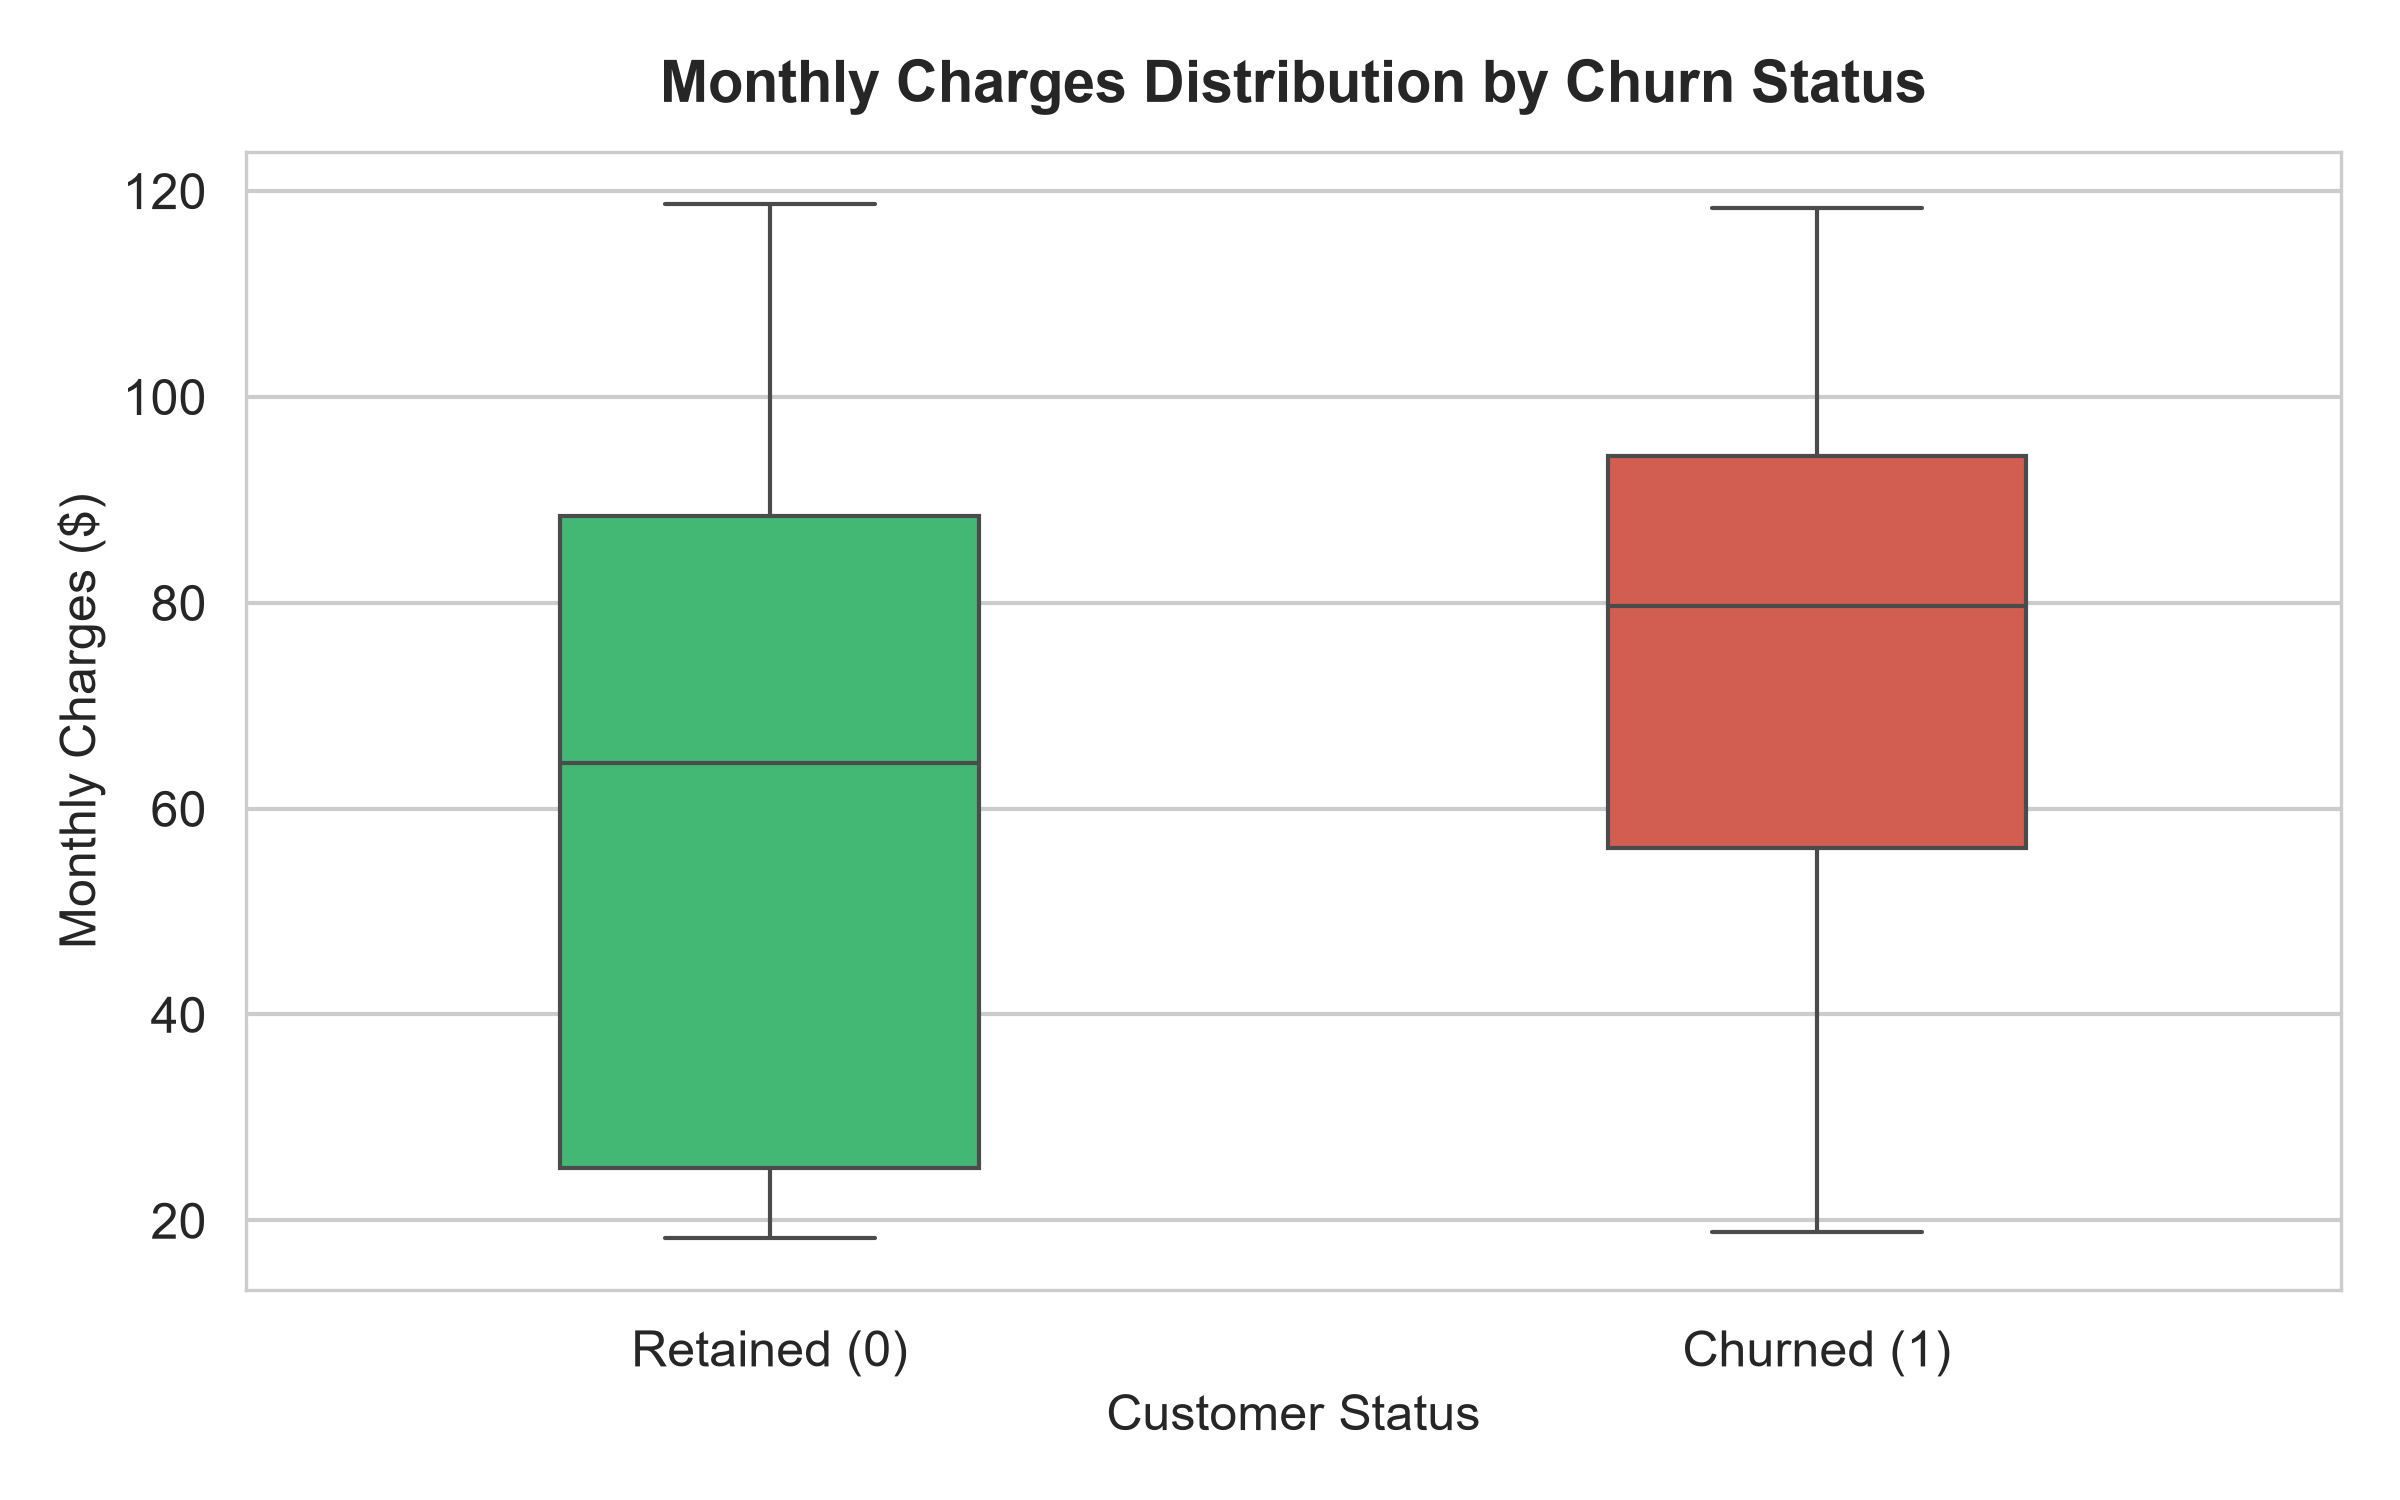 Monthly Charges Distribution by Churn Status
Monthly Charges ($)
120
100
80
60
40
20
Retained (0)
Churned (1)
Customer Status